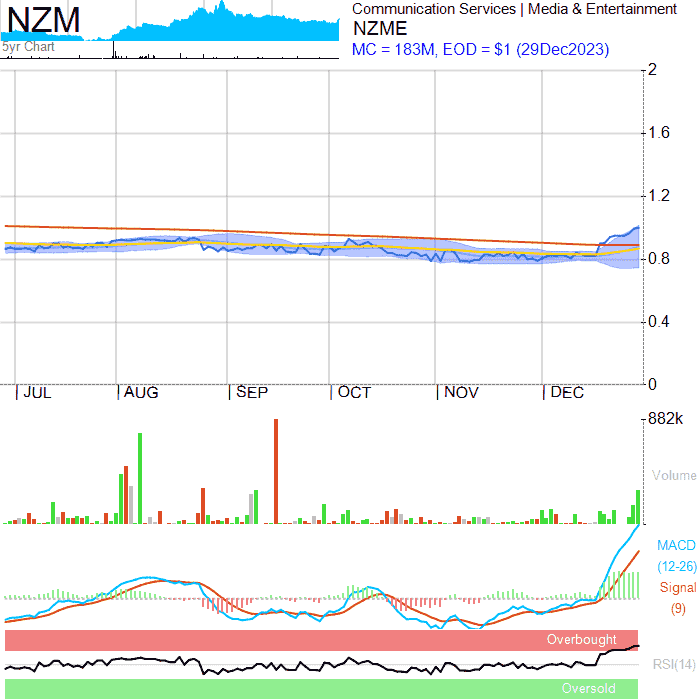 NZM
5yr Chart
Communication Services | Media & Entertainment
NZME
MC = 183M, EOD = $1 (29Dec2023)
2
1.6
1.2
0.8
0.4
0
JUL
AUG
SEP
OCT
NOV
DEC
882k
Volume
MACD
(12-26)
Signal
(9)
Overbought
RSI(14)
Oversold